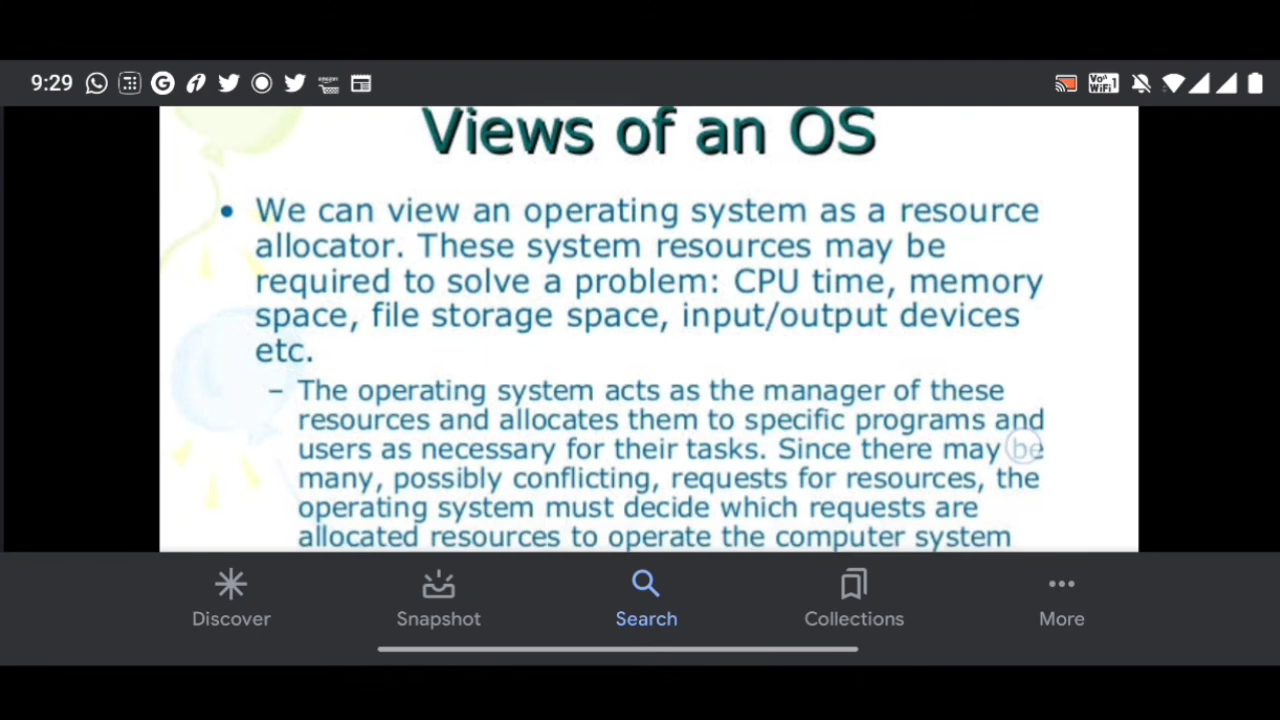 9:29
Vo))
WiFi 1
Views of an OS
• We can view an operating system as a resource
allocator. These system resources may be
required to solve a problem: CPU time, memory
space, file storage space, input/output devices
etc.
– The operating system acts as the manager of these
resources and allocates them to specific programs and
users as necessary for their tasks. Since there may be
many, possibly conflicting, requests for resources, the
operating system must decide which requests are
allocated resources to operate the computer system
Discover
Snapshot
Search
Collections
More